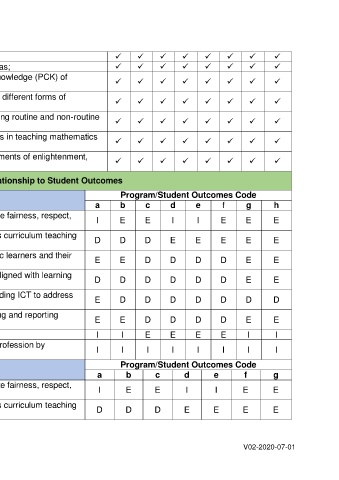 ✓ ✓ ✓ ✓ ✓ ✓ ✓ ✓
as; ✓ ✓ ✓ ✓ ✓ ✓ ✓ ✓
nowledge (PCK) of ✓ ✓ ✓ ✓ ✓ ✓ ✓ ✓
different forms of ✓ ✓ ✓ ✓ ✓ ✓ ✓ ✓
ng routine and non-routine ✓ ✓ ✓ ✓ ✓ ✓ ✓ ✓
s in teaching mathematics ✓ ✓ ✓ ✓ ✓ ✓ ✓ ✓
ments of enlightenment, ✓ ✓ ✓ ✓ ✓ ✓ ✓ ✓
lationship to Student Outcomes
Program/Student Outcomes Code
a b c d e f g h
e fairness, respect, I E E I I E E E
s curriculum teaching D D D E E E E E
c learners and their E E D D D D E E
ligned with learning D D D D D D E E
ding ICT to address E D D D D D D D
g and reporting E E D D D D E E
I I E E E E I I
rofession by I I I I I I I I
Program/Student Outcomes Code
a b c d e f g
e fairness, respect, I E E I I E E
s curriculum teaching D D D E E E E
V02-2020-07-01